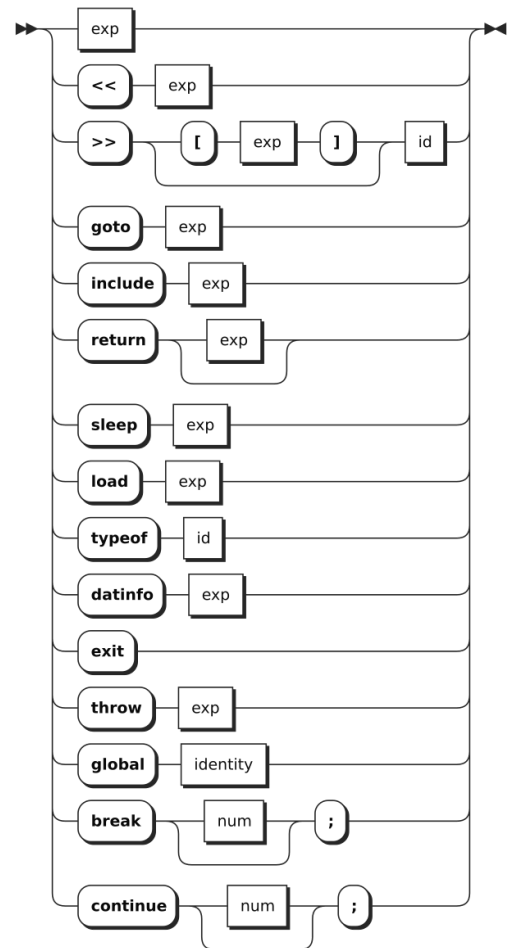 exp
<< exp
>> [ exp ] id
goto exp
include exp
return exp
sleep exp
load exp
typeof id
datinfo exp
exit
throw exp
global identity
break num ;
continue num ;